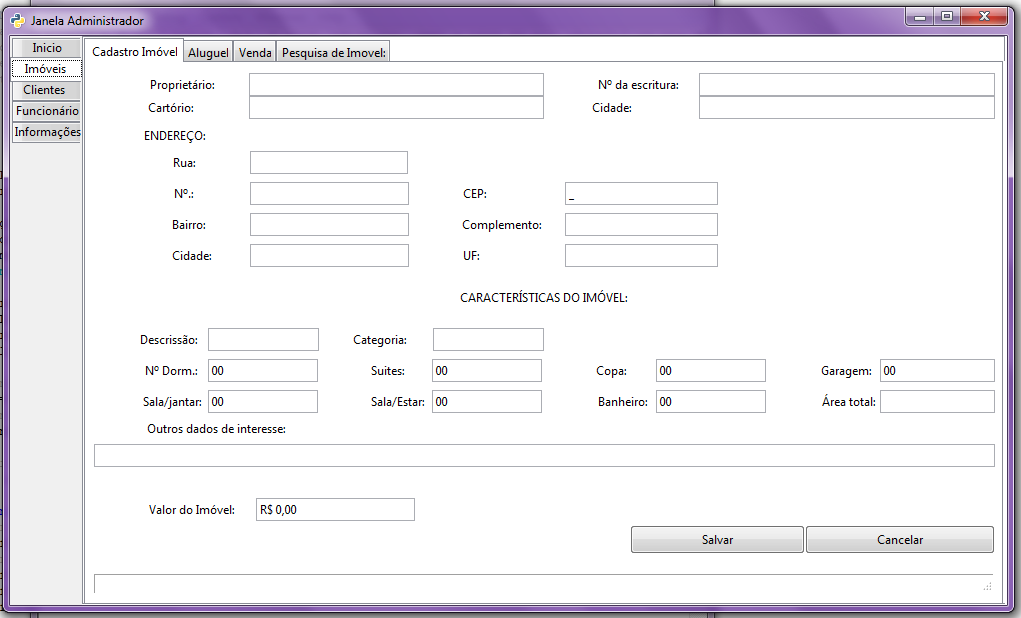 Janela Administrador
Inicio
Imóveis
Clientes
Funcionário
Informações
Cadastro Imóvel Aluguel Venda Pesquisa de Imovel:
Proprietário: Nº da escritura:
Cartório: Cidade:
ENDEREÇO:
Rua:
Nº.: CEP: _
Bairro: Complemento:
Cidade: UF:
CARACTERÍSTICAS DO IMÓVEL:
Descrissão: Categoria:
Nº Dorm.: 00 Suites: 00 Copa: 00 Garagem: 00
Sala/jantar: 00 Sala/Estar: 00 Banheiro: 00 Área total:
Outros dados de interesse:
Valor do Imóvel: R$ 0,00
Salvar Cancelar